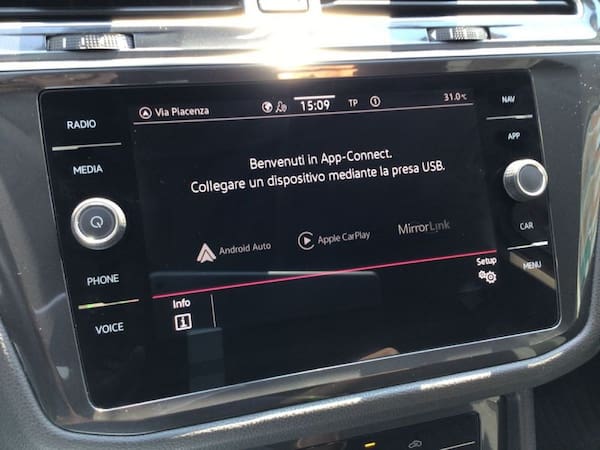 RADIO
MEDIA
PHONE
VOICE
Via Piacenza
15:09
TP
31.0°C
Benvenuti in App-Connect.
Collegare un dispositivo mediante la presa USB.
Android Auto
Apple CarPlay
MirrorLink
Info
Setup
NAV
APP
CAR
MENU